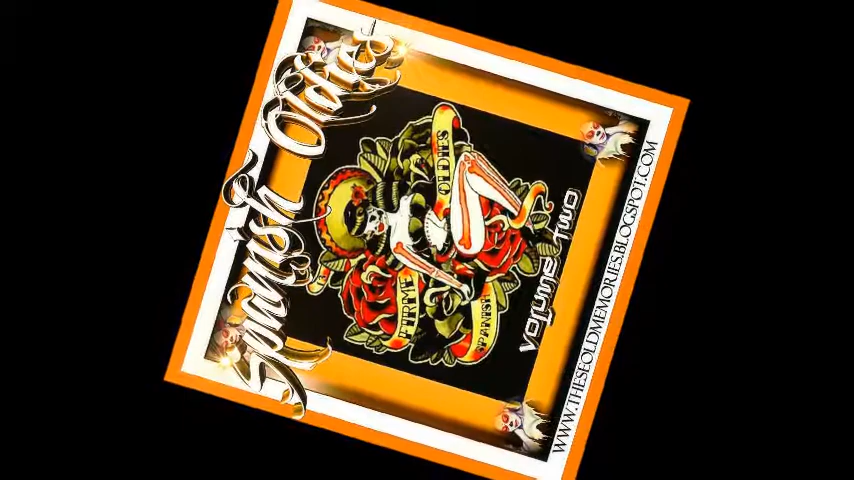 Spanish Oldies
OLDIES
FIRME
SPANISH
VOLUME TWO
WWW.THESEOLDMEMORIES.BLOGSPOT.COM